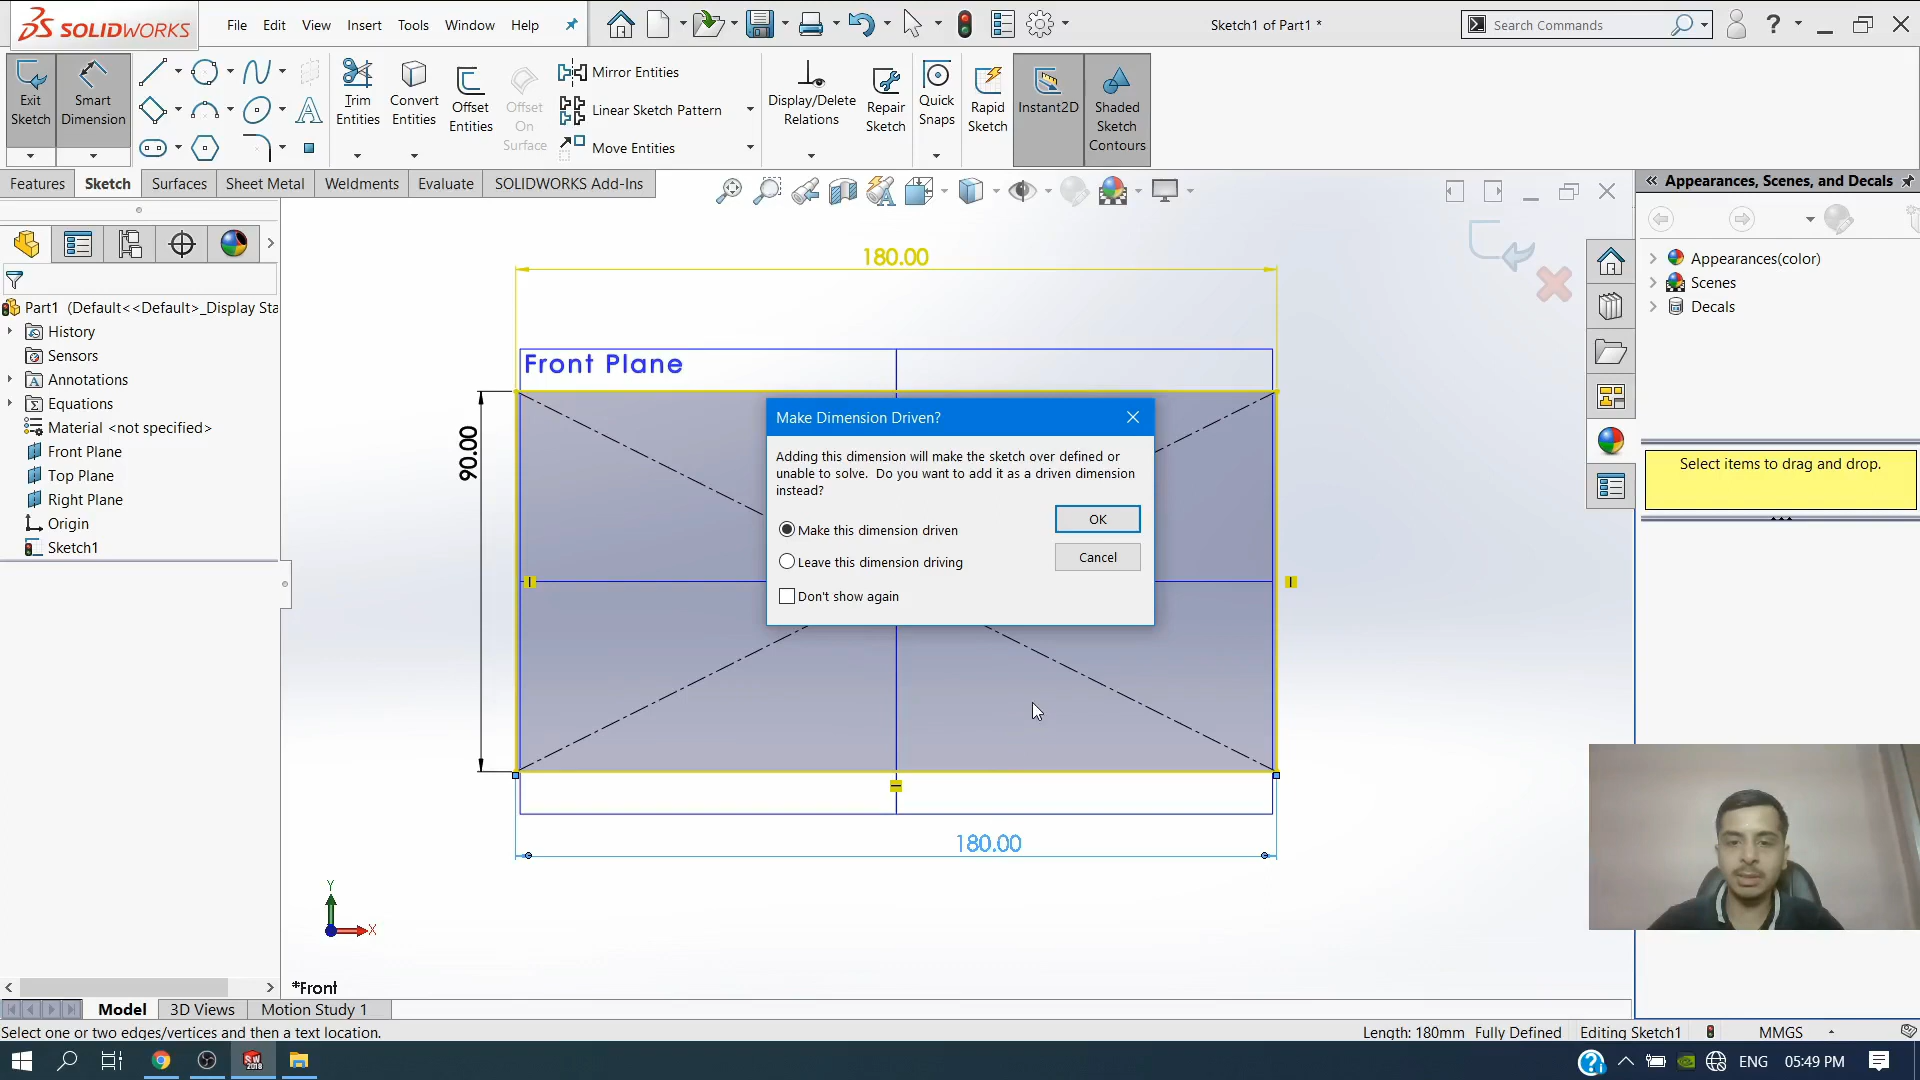 SOLIDWORKS
File Edit View Insert Tools Window Help
Sketch1 of Part1 *
Search Commands
Exit Sketch
Smart Dimension
Trim Entities
Convert Entities
Offset Entities
Offset On Surface
Mirror Entities
Linear Sketch Pattern
Move Entities
Display/Delete Relations
Repair Sketch
Quick Snaps
Rapid Sketch
Instant2D
Shaded Sketch Contours
Features Sketch Surfaces Sheet Metal Weldments Evaluate SOLIDWORKS Add-Ins
Appearances, Scenes, and Decals
Part1 (Default<<Default>_Display Sta
History
Sensors
Annotations
Equations
Material <not specified>
Front Plane
Top Plane
Right Plane
Origin
Sketch1
180.00
Front Plane
90.00
Make Dimension Driven?
Adding this dimension will make the sketch over defined or
unable to solve. Do you want to add it as a driven dimension
instead?
Make this dimension driven
Leave this dimension driving
Don't show again
OK
Cancel
180.00
Y
X
*Front
Appearances(color)
Scenes
Decals
Select items to drag and drop.
Model 3D Views Motion Study 1
Select one or two edges/vertices and then a text location.
Length: 180mm Fully Defined Editing Sketch1 MMGS
SW
2018
ENG 05:49 PM